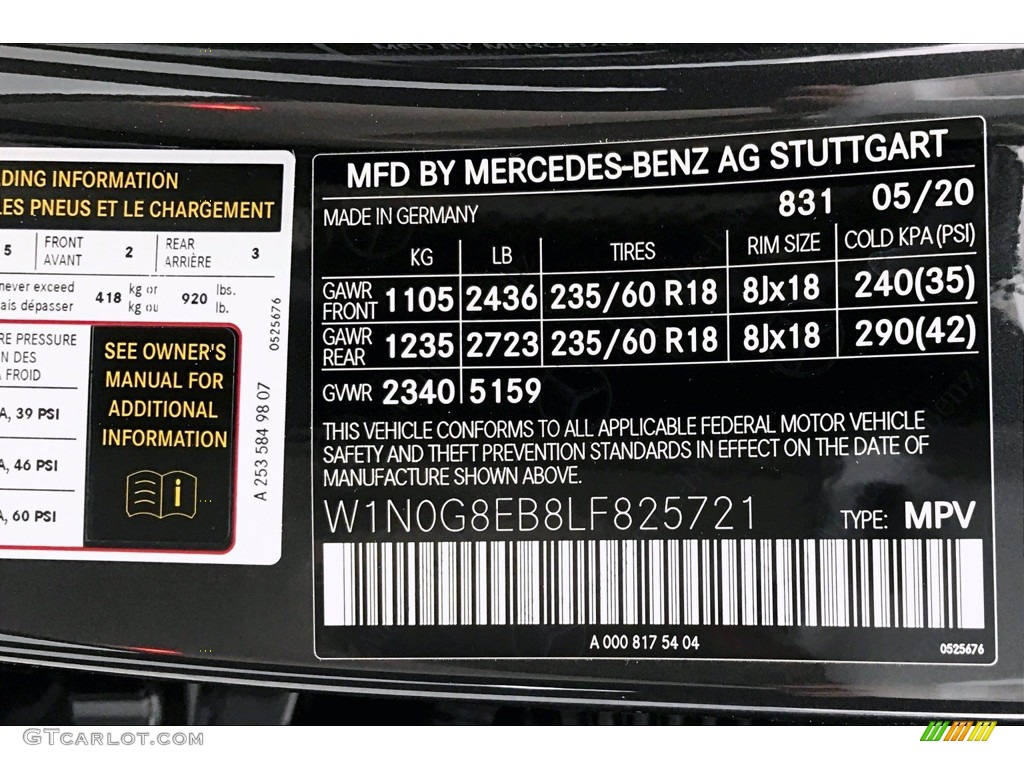 DING INFORMATION
LES PNEUS ET LE CHARGEMENT
5 FRONT AVANT 2 REAR ARRIÈRE 3
never exceed 418 kg or 920 lbs.
ais dépasser kg ou lb.
RE PRESSURE
N DES
FROID
A, 39 PSI
A, 46 PSI
A, 60 PSI
SEE OWNER'S
MANUAL FOR
ADDITIONAL
INFORMATION
i
0525676
A 253 584 98 07
MFD BY MERCEDES-BENZ AG STUTTGART
MADE IN GERMANY 831 05/20
KG LB TIRES RIM SIZE COLD KPA (PSI)
GAWR FRONT 1105 2436 235/60 R18 8Jx18 240(35)
GAWR REAR 1235 2723 235/60 R18 8Jx18 290(42)
GVWR 2340 5159
THIS VEHICLE CONFORMS TO ALL APPLICABLE FEDERAL MOTOR VEHICLE
SAFETY AND THEFT PREVENTION STANDARDS IN EFFECT ON THE DATE OF
MANUFACTURE SHOWN ABOVE.
W1N0G8EB8LF825721 TYPE: MPV
A 000 817 54 04
0525676
GTcarlot.com